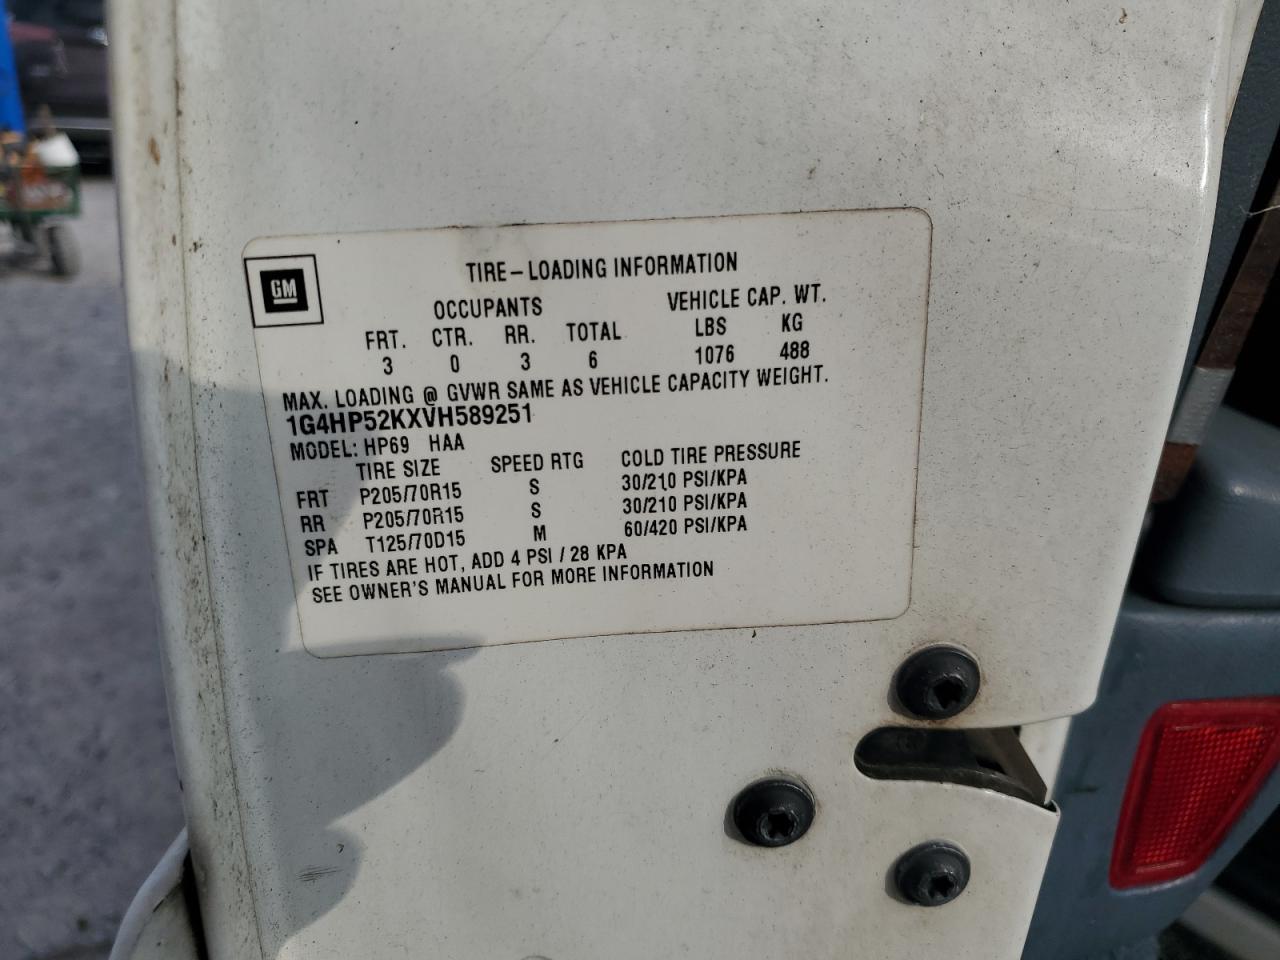 GM
TIRE-LOADING INFORMATION
OCCUPANTS VEHICLE CAP. WT.
FRT. CTR. RR. TOTAL LBS KG
3 0 3 6 1076 488
MAX. LOADING @ GVWR SAME AS VEHICLE CAPACITY WEIGHT.
1G4HP52KXVH589251
MODEL: HP69 HAA
TIRE SIZE SPEED RTG COLD TIRE PRESSURE
FRT P205/70R15 S 30/210 PSI/KPA
RR P205/70R15 S 30/210 PSI/KPA
SPA T125/70D15 M 60/420 PSI/KPA
IF TIRES ARE HOT, ADD 4 PSI / 28 KPA
SEE OWNER'S MANUAL FOR MORE INFORMATION